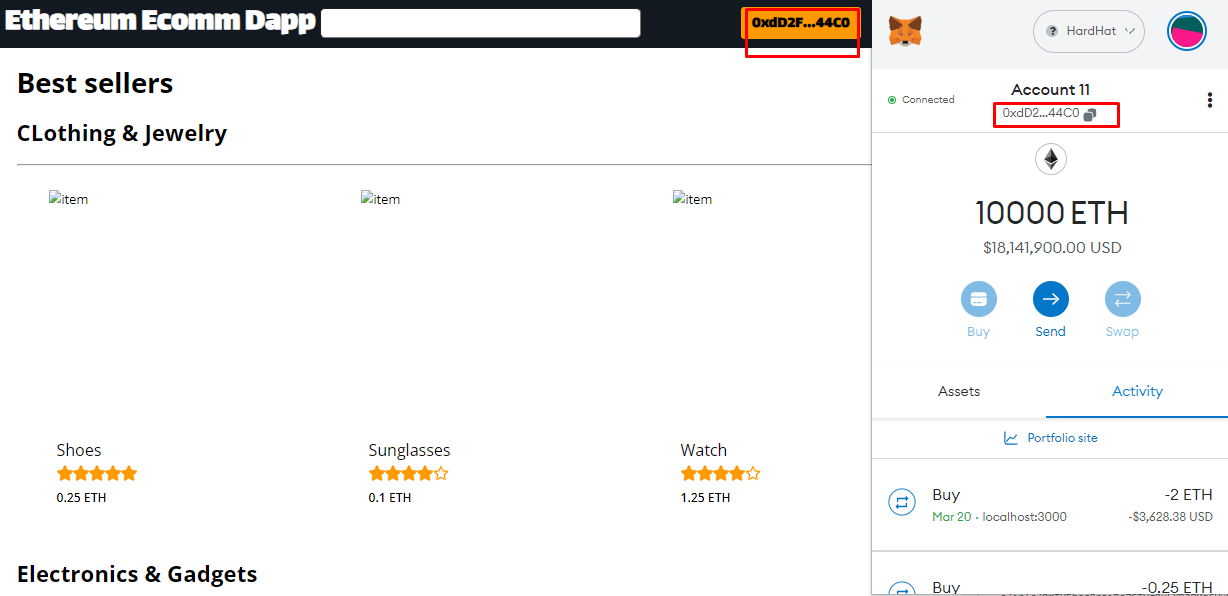 Ethereum Ecomm Dapp
0xdD2F...44C0
Best sellers
CLothing & Jewelry
item
item
item
Shoes
Sunglasses
Watch
0.25 ETH
0.1 ETH
1.25 ETH
Electronics & Gadgets
? HardHat
Connected
Account 11
0xdD2...44C0
10000 ETH
$18,141,900.00 USD
Buy
Send
Swap
Assets
Activity
Portfolio site
Buy
-2 ETH
Mar 20 · localhost:3000
-$3,628.38 USD
Buy
-0.25 ETH